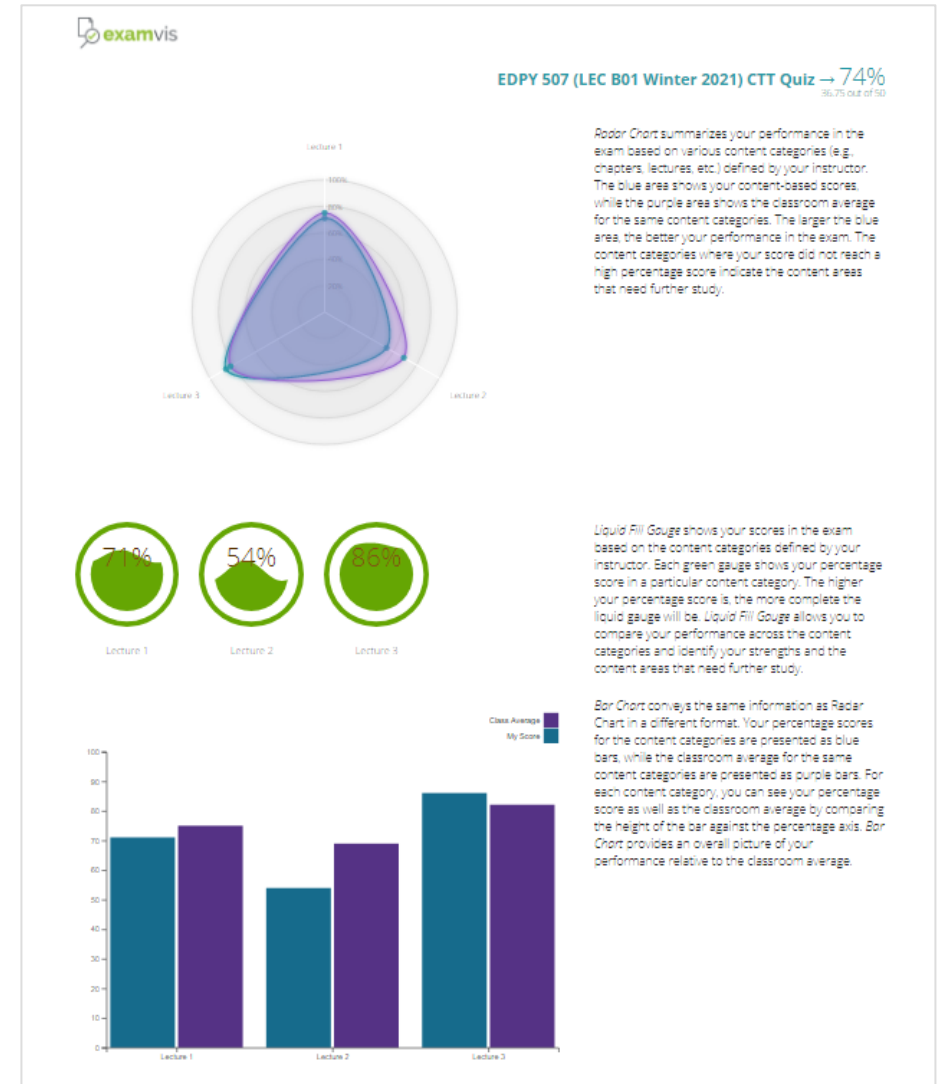 examvis
EDPY 507 (LEC B01 Winter 2021) CTT Quiz → 74%
36.75 out of 50
Lecture 1
100%
80%
60%
40%
20%
Lecture 3
Lecture 2
Radar Chart summarizes your performance in the
exam based on various content categories (e.g.,
chapters, lectures, etc.) defined by your instructor.
The blue area shows your content-based scores,
while the purple area shows the classroom average
for the same content categories. The larger the blue
area, the better your performance in the exam. The
content categories where your score did not reach a
high percentage score indicate the content areas
that need further study.
71%
54%
86%
Lecture 1
Lecture 2
Lecture 3
Liquid Fill Gauge shows your scores in the exam
based on the content categories defined by your
instructor. Each green gauge shows your percentage
score in a particular content category. The higher
your percentage score is, the more complete the
liquid gauge will be. Liquid Fill Gauge allows you to
compare your performance across the content
categories and identify your strengths and the
content areas that need further study.
Class Average
My Score
100
90
80
70
60
50
40
30
20
10
0
Lecture 1
Lecture 2
Lecture 3
Bar Chart conveys the same information as Radar
Chart in a different format. Your percentage scores
for the content categories are presented as blue
bars, while the classroom average for the same
content categories are presented as purple bars. For
each content category, you can see your percentage
score as well as the classroom average by comparing
the height of the bar against the percentage axis. Bar
Chart provides an overall picture of your
performance relative to the classroom average.